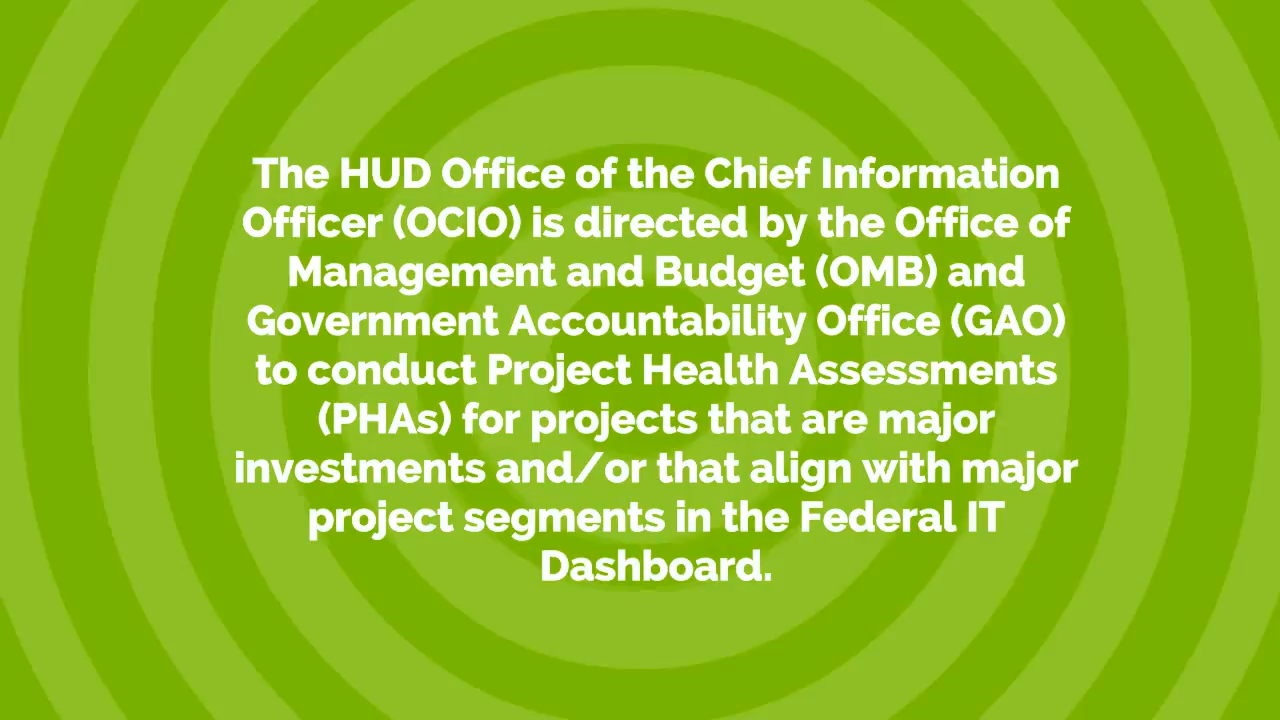 The HUD Office of the Chief Information
Officer (OCIO) is directed by the Office of
Management and Budget (OMB) and
Government Accountability Office (GAO)
to conduct Project Health Assessments
(PHAs) for projects that are major
investments and/or that align with major
project segments in the Federal IT
Dashboard.